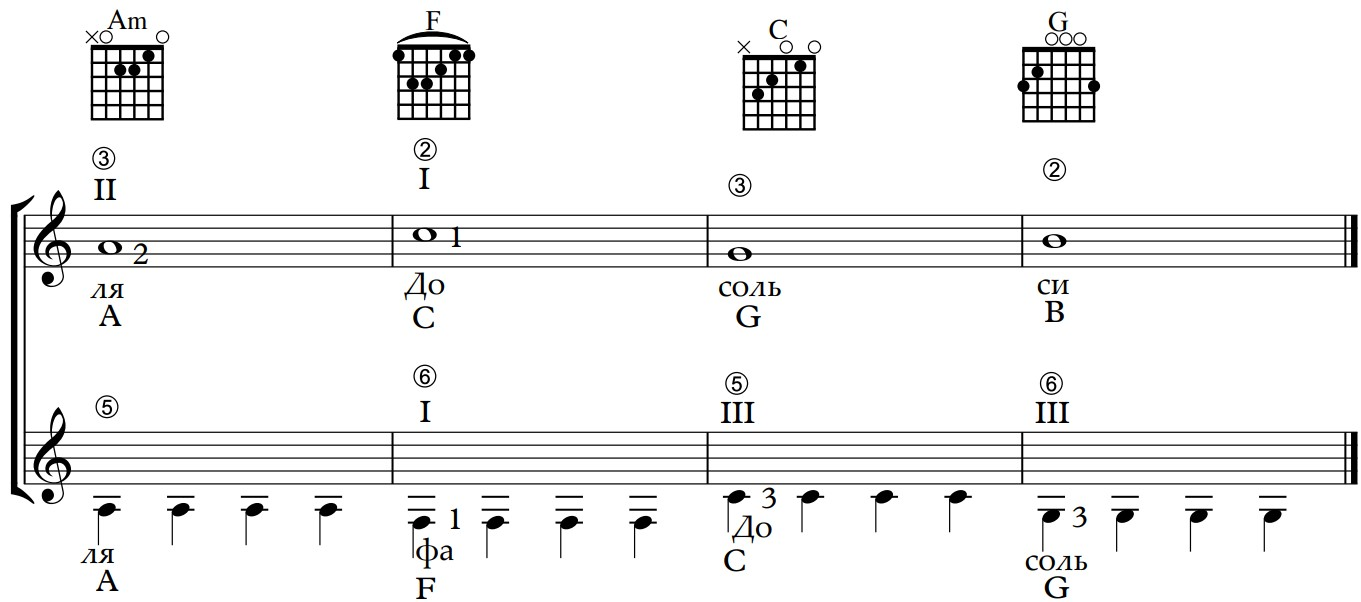 Am F C G
×○ ○ × ○ ○ ○○○
③ ② ③ ②
II I
2 1
ля До соль си
A C G B
⑤ ⑥ ⑤ ⑥
I III III
1 3 3
ля фа До соль
A F C G